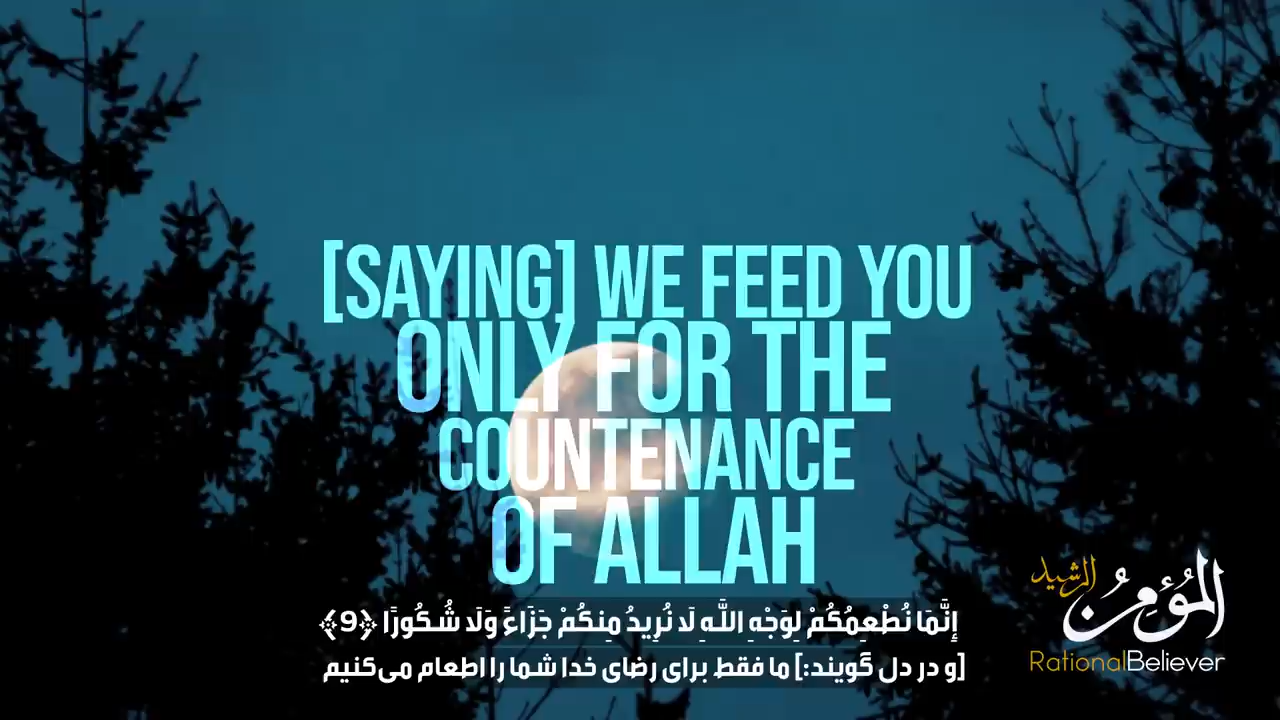 [SAYING] WE FEED YOU
ONLY FOR THE
COUNTENANCE
OF ALLAH
إِنَّمَا نُطْعِمُكُمْ لِوَجْهِ اللَّهِ لَا نُرِيدُ مِنكُمْ جَزَاءً وَلَا شُكُورًا ﴿9﴾
[و در دل گویند:] ما فقط برای رضای خدا شما را اطعام می‌کنیم
المؤمن الرشيد
RationalBeliever